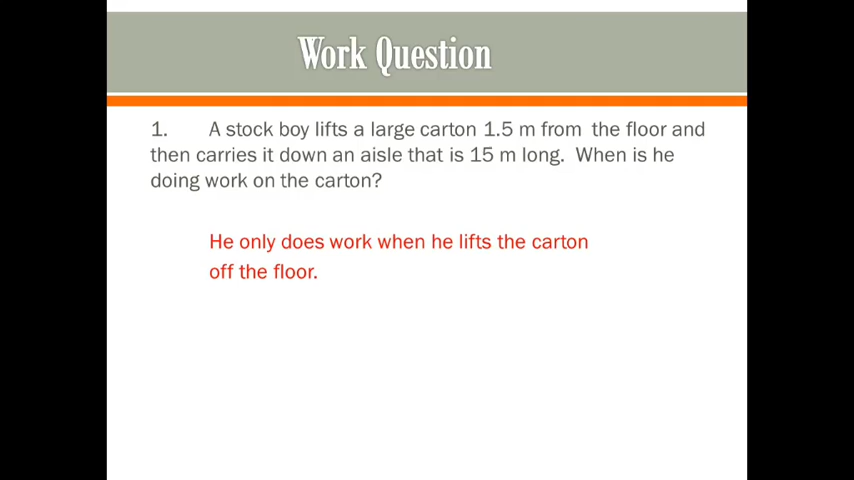 Work Question
1. A stock boy lifts a large carton 1.5 m from the floor and
then carries it down an aisle that is 15 m long. When is he
doing work on the carton?
He only does work when he lifts the carton
off the floor.